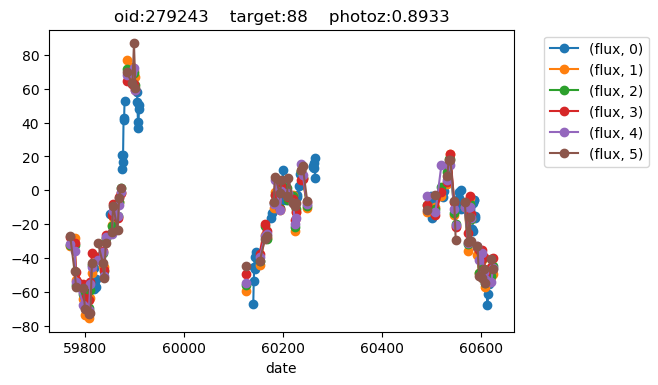 oid:279243    target:88    photoz:0.8933
80
60
40
20
0
−20
−40
−60
−80
59800 60000 60200 60400 60600
date
(flux, 0)
(flux, 1)
(flux, 2)
(flux, 3)
(flux, 4)
(flux, 5)